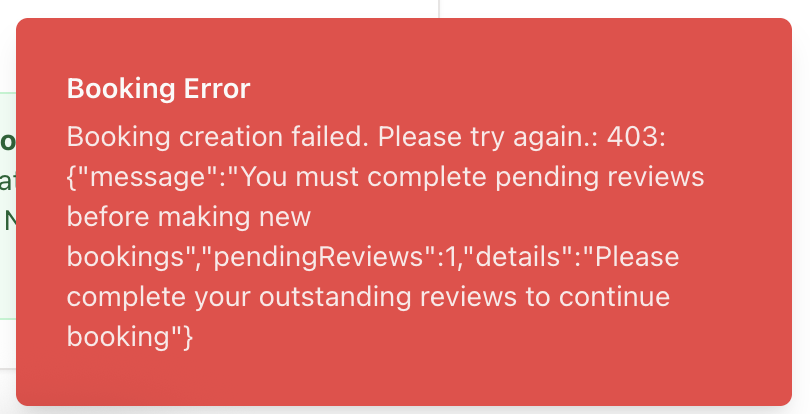 Booking Error
Booking creation failed. Please try again.: 403:
{"message":"You must complete pending reviews
before making new
bookings","pendingReviews":1,"details":"Please
complete your outstanding reviews to continue
booking"}